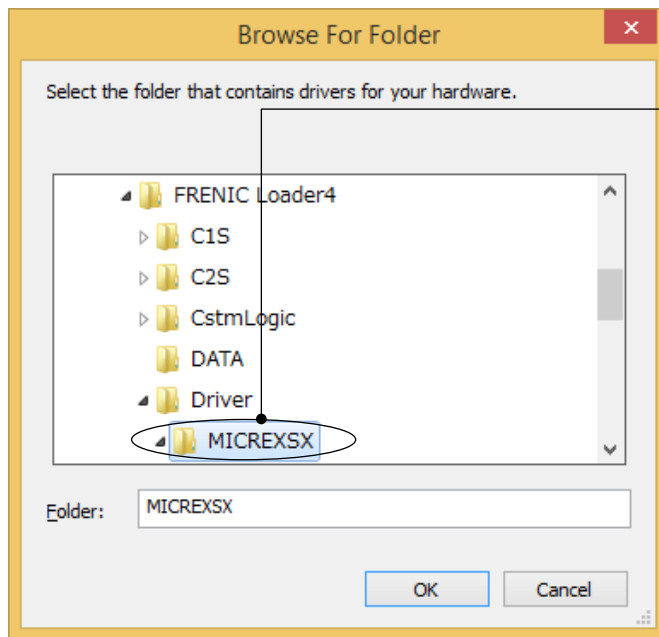 Browse For Folder
Select the folder that contains drivers for your hardware.
FRENIC Loader4
C1S
C2S
CstmLogic
DATA
Driver
MICREXSX
Folder: MICREXSX
OK Cancel